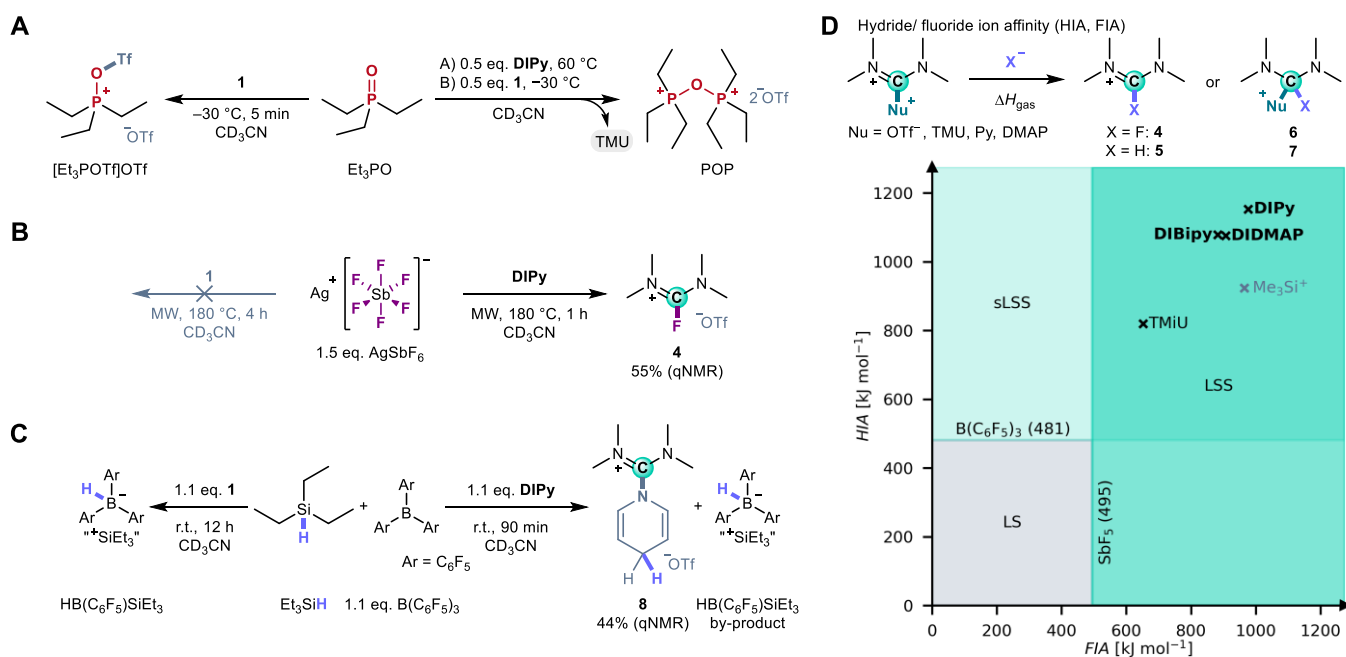 A
Tf
O
P
+
−OTf
[Et3POTf]OTf
1
−30 °C, 5 min
CD3CN
O
P
Et3PO
A) 0.5 eq. DIPy, 60 °C
B) 0.5 eq. 1, −30 °C
CD3CN
TMU
P+ O P+
2−OTf
POP
B
1
MW, 180 °C, 4 h
CD3CN
Ag+
−
F
F F
Sb
F F
F
1.5 eq. AgSbF6
DIPy
MW, 180 °C, 1 h
CD3CN
N N
+
C
F
−OTf
4
55% (qNMR)
C
Ar
H −
B
Ar Ar
"+SiEt3"
HB(C6F5)SiEt3
1.1 eq. 1
r.t., 12 h
CD3CN
Si
H
Et3SiH
+
Ar
B
Ar Ar
1.1 eq. B(C6F5)3
1.1 eq. DIPy
r.t., 90 min
CD3CN
Ar = C6F5
N N
+
C
N
H H
−OTf
8
44% (qNMR)
+
Ar
H −
B
Ar Ar
"+SiEt3"
HB(C6F5)SiEt3
by-product
D
Hydride/ fluoride ion affinity (HIA, FIA)
N N
+
C
Nu
Nu = OTf−, TMU, Py, DMAP
X−
ΔHgas
N N
+
C
X
or
N N
C
+
Nu X
X = F: 4 6
X = H: 5 7
HIA [kJ mol−1]
1200
1000
800
600
400
200
0
DIPy
DIBipy
DIDMAP
Me3Si+
TMiU
sLSS
LSS
B(C6F5)3 (481)
LS
SbF5 (495)
0 200 400 600 800 1000 1200
FIA [kJ mol−1]